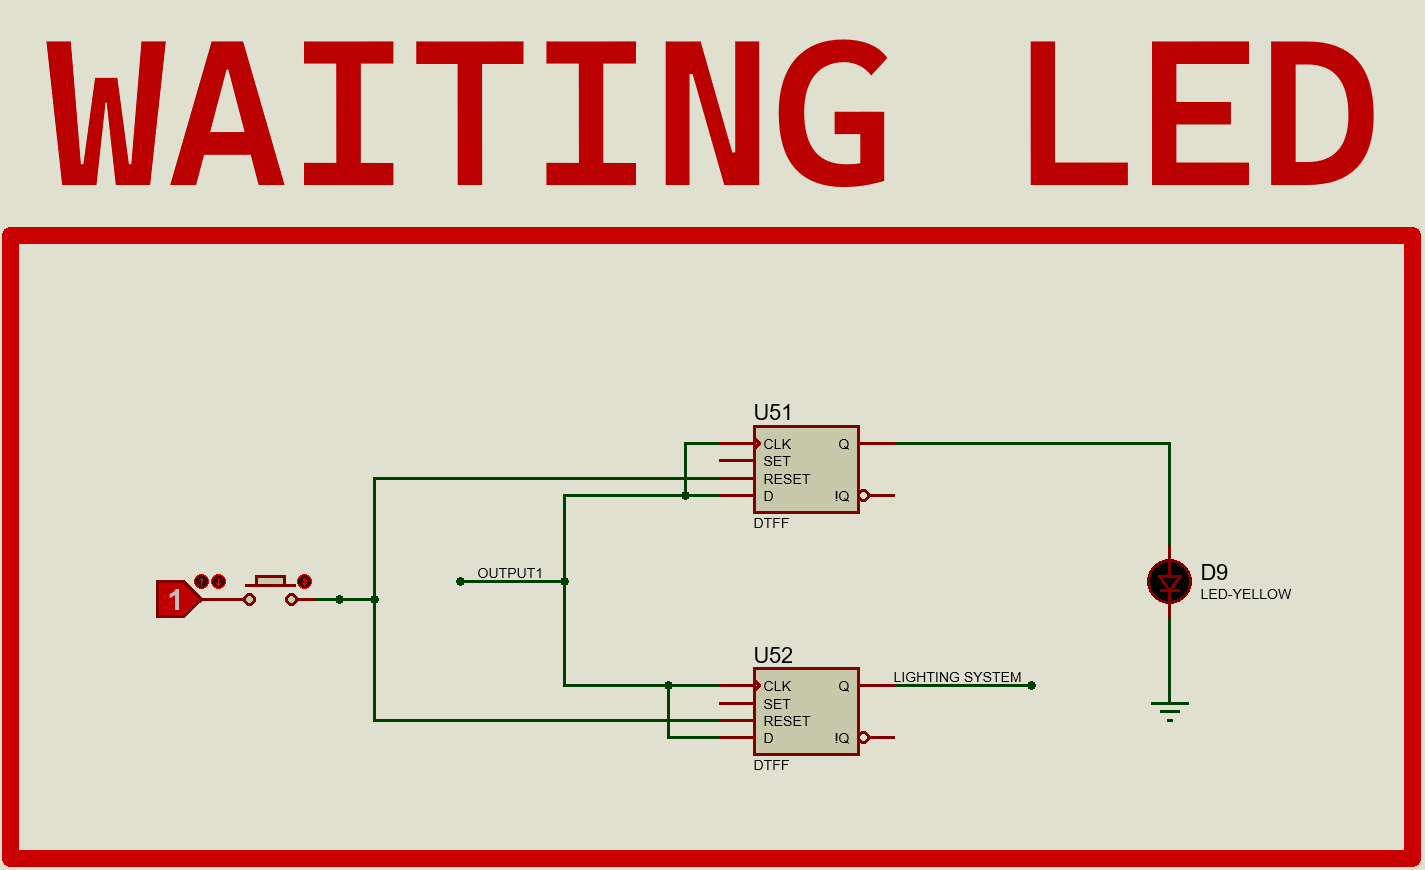 WAITING LED
U51
CLK
SET
RESET
D
Q
!Q
DTFF
1
OUTPUT1
D9
LED-YELLOW
U52
CLK
SET
RESET
D
Q
!Q
DTFF
LIGHTING SYSTEM